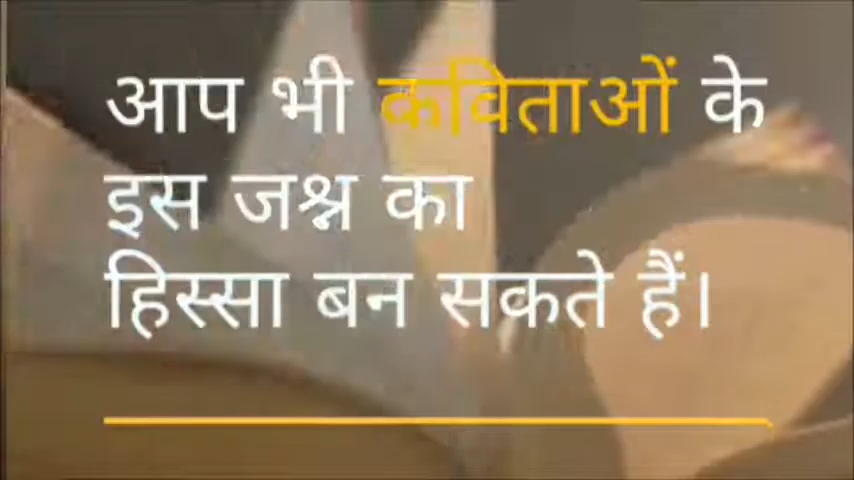 आप भी कविताओं के
इस जश्न का
हिस्सा बन सकते हैं।